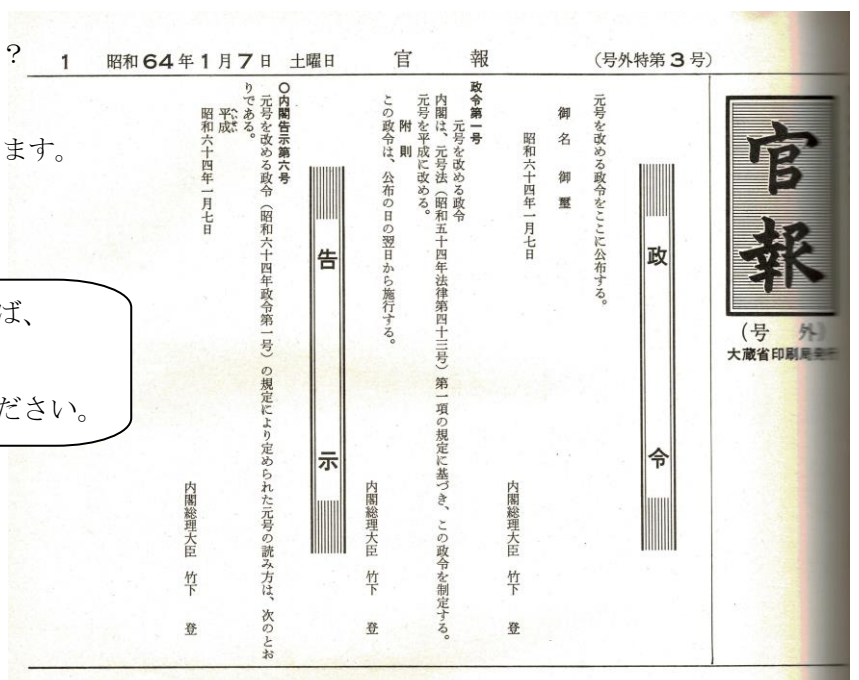 ？
ます。
ば、
ださい。
1 昭和64年1月7日 土曜日 官報 (号外特第3号)
官報
(号外)
大蔵省印刷局発行
政令
元号を改める政令をここに公布する。
御名御璽
昭和六十四年一月七日
内閣総理大臣 竹下 登
政令第一号
元号を改める政令
内閣は、元号法（昭和五十四年法律第四十三号）第一項の規定に基づき、この政令を制定する。
元号を平成に改める。
附則
この政令は、公布の日の翌日から施行する。
内閣総理大臣 竹下 登
告示
○内閣告示第六号
元号を改める政令（昭和六十四年政令第一号）の規定により定められた元号の読み方は、次のとお
りである。
平成
昭和六十四年一月七日
内閣総理大臣 竹下 登